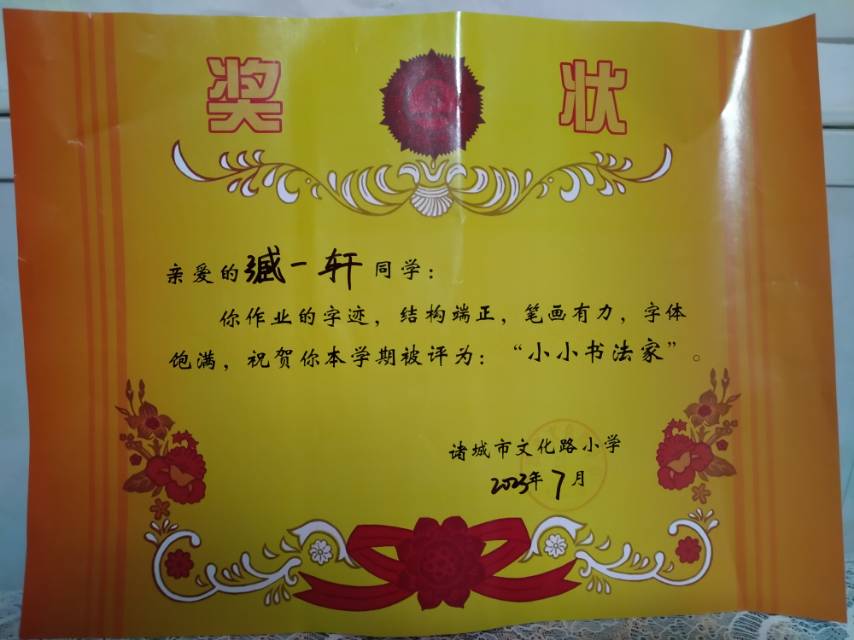 奖状
亲爱的臧一轩同学：
你作业的字迹，结构端正，笔画有力，字体
饱满，祝贺你本学期被评为：“小小书法家”。
诸城市文化路小学
2023年7月